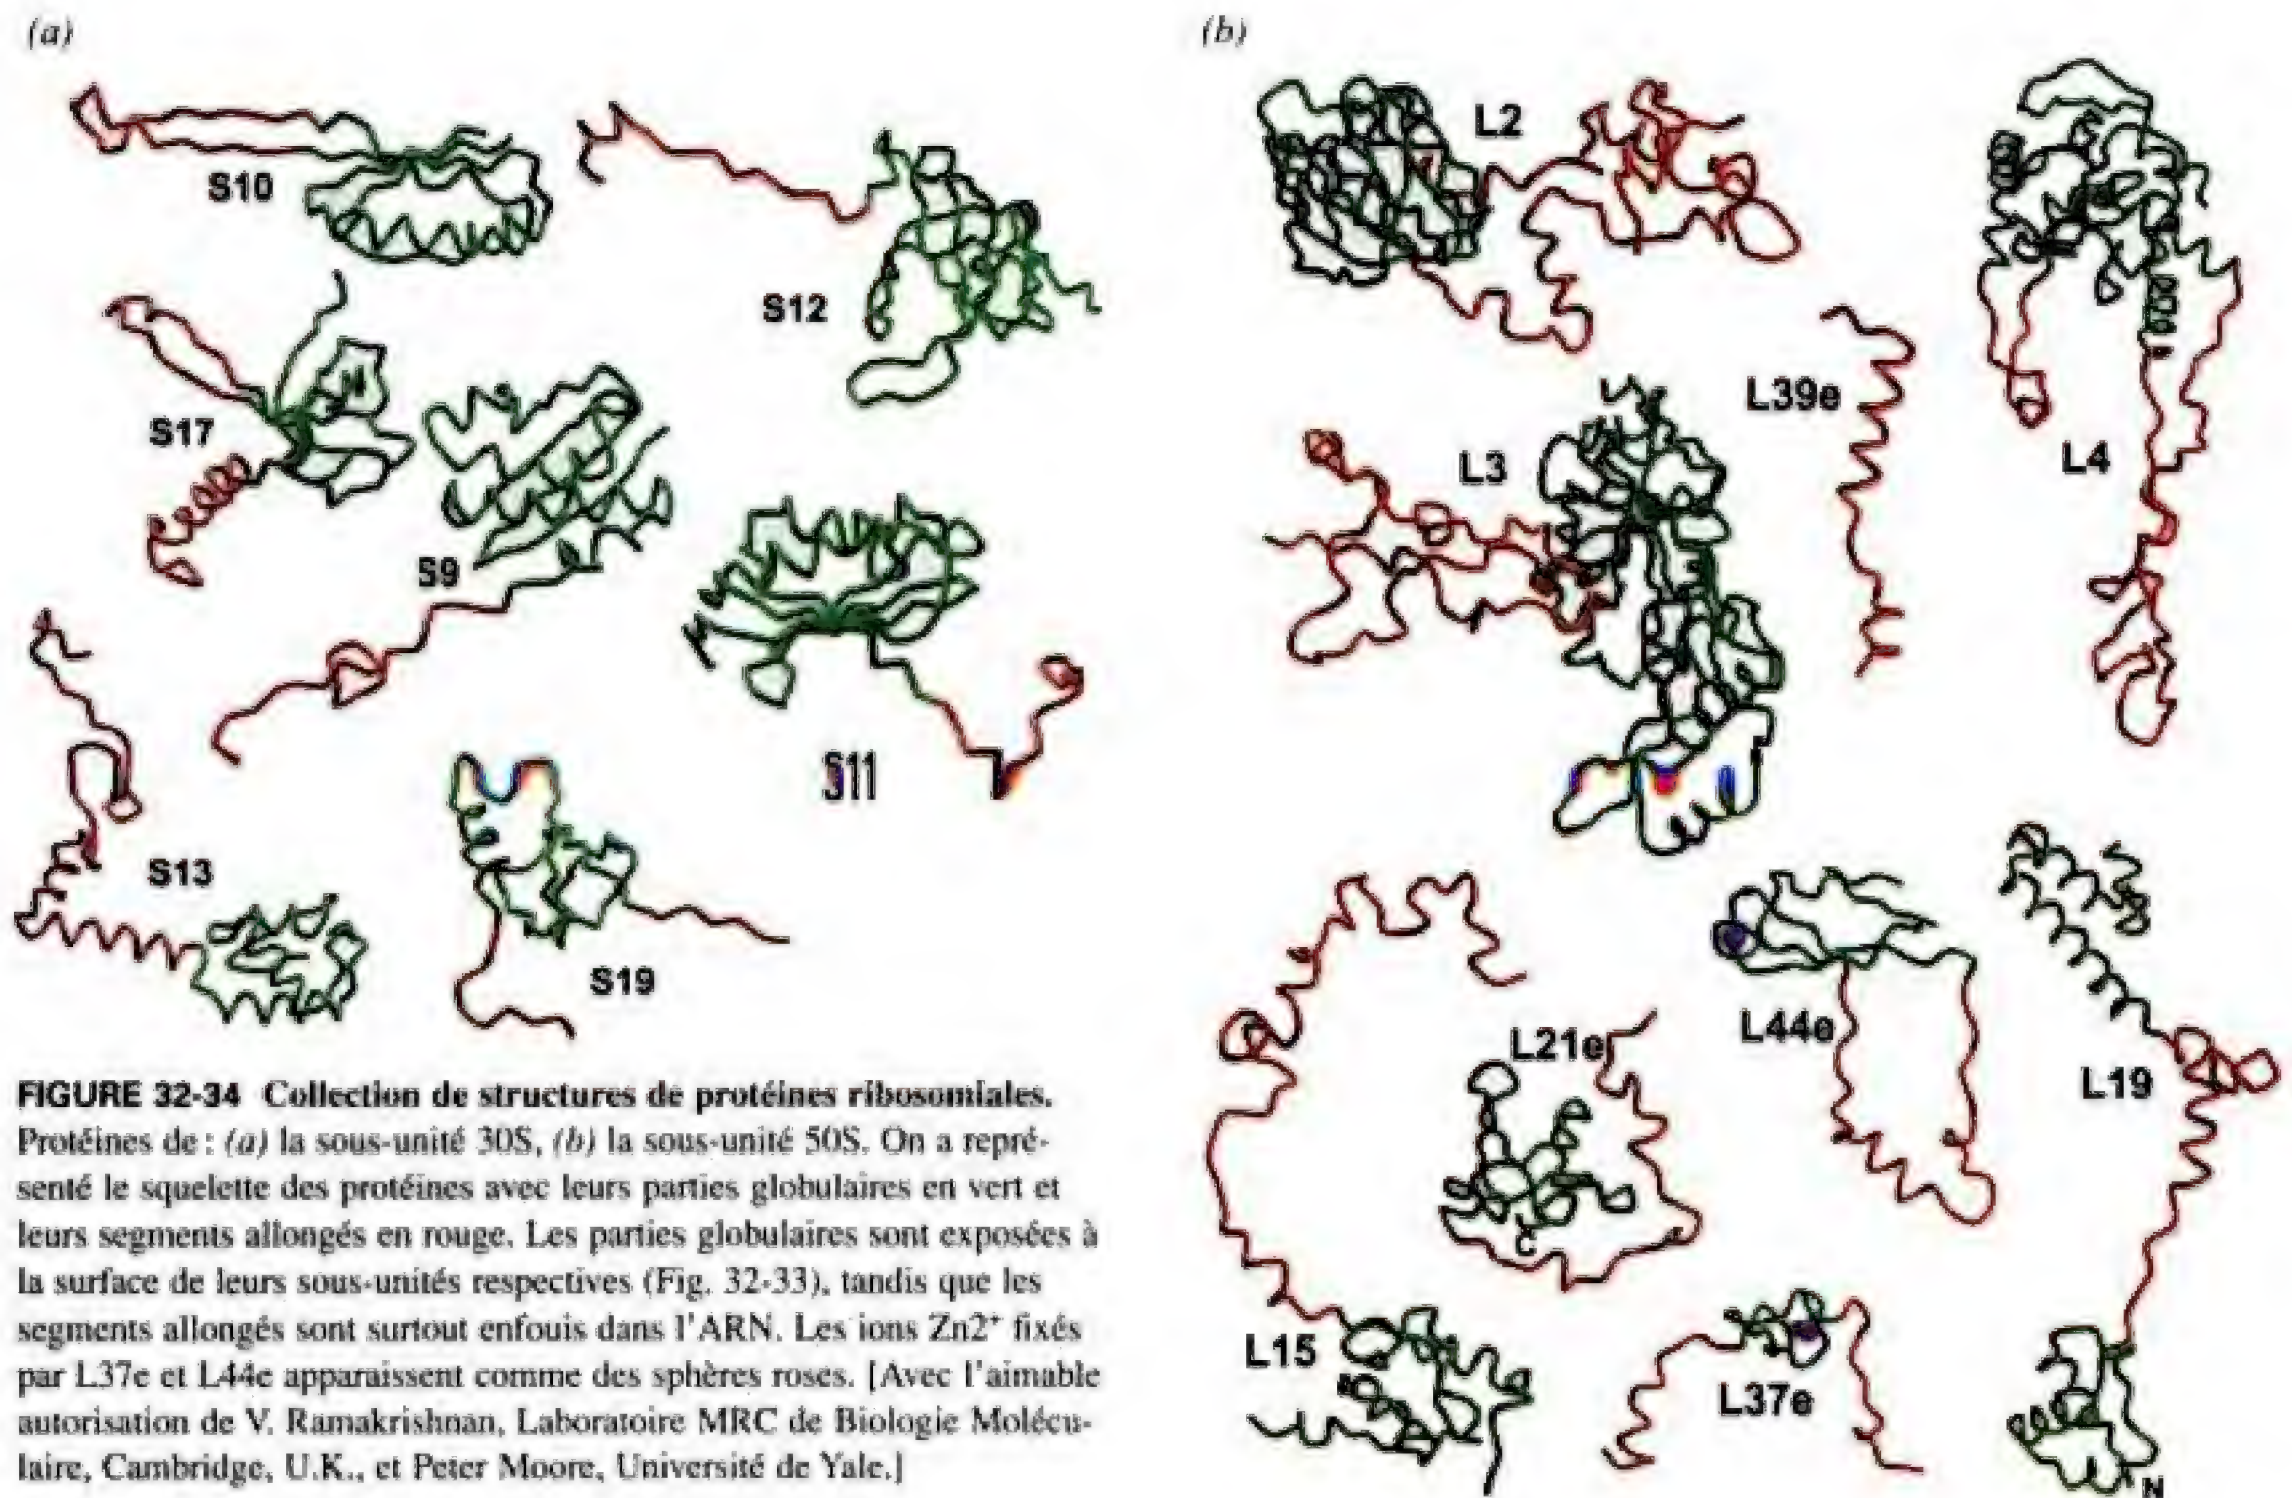 (a)
S10
S12
S17
S9
S11
S13
S19
FIGURE 32-34 Collection de structures de protéines ribosomiales.
Protéines de : (a) la sous-unité 30S, (b) la sous-unité 50S. On a repré-
senté le squelette des protéines avec leurs parties globulaires en vert et
leurs segments allongés en rouge. Les parties globulaires sont exposées à
la surface de leurs sous-unités respectives (Fig. 32-33), tandis que les
segments allongés sont surtout enfouis dans l'ARN. Les ions Zn2⁺ fixés
par L37e et L44e apparaissent comme des sphères roses. [Avec l'aimable
autorisation de V. Ramakrishnan, Laboratoire MRC de Biologie Molécu-
laire, Cambridge, U.K., et Peter Moore, Université de Yale.]
(b)
L2
L39e
L3
L4
L21e
L44e
L19
C
L15
L37e
N